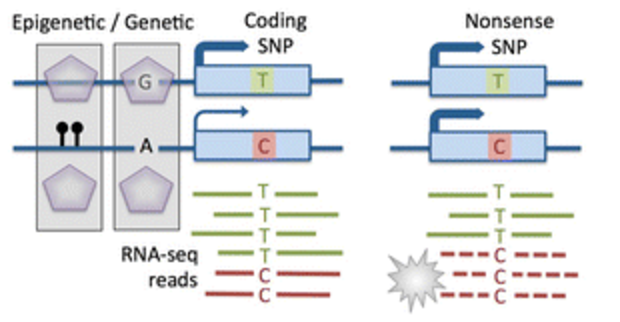 Epigenetic / Genetic
Coding
SNP
Nonsense
SNP
G
T
T
A
C
C
RNA-seq
reads
T
T
T
T
C
C
T
T
T
C
C
C